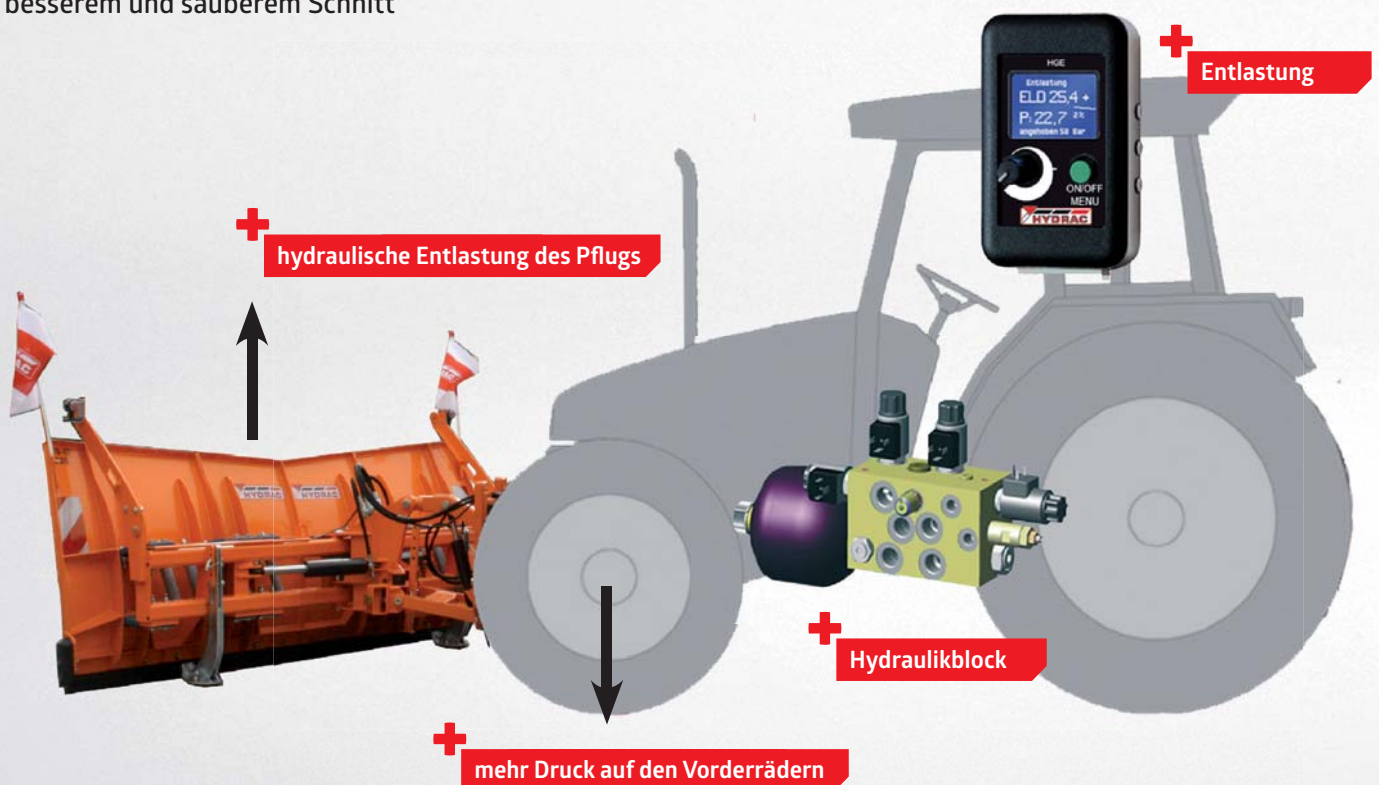 besserem und sauberem Schnitt
HGE
Entlastung
ELD 25,4 +
P: 22,7 2%
angehoben 58 Bar
ON/OFF
MENU
HYDRAC
Entlastung
hydraulische Entlastung des Pflugs
HYDRAC
HYDRAC
Hydraulikblock
mehr Druck auf den Vorderrädern